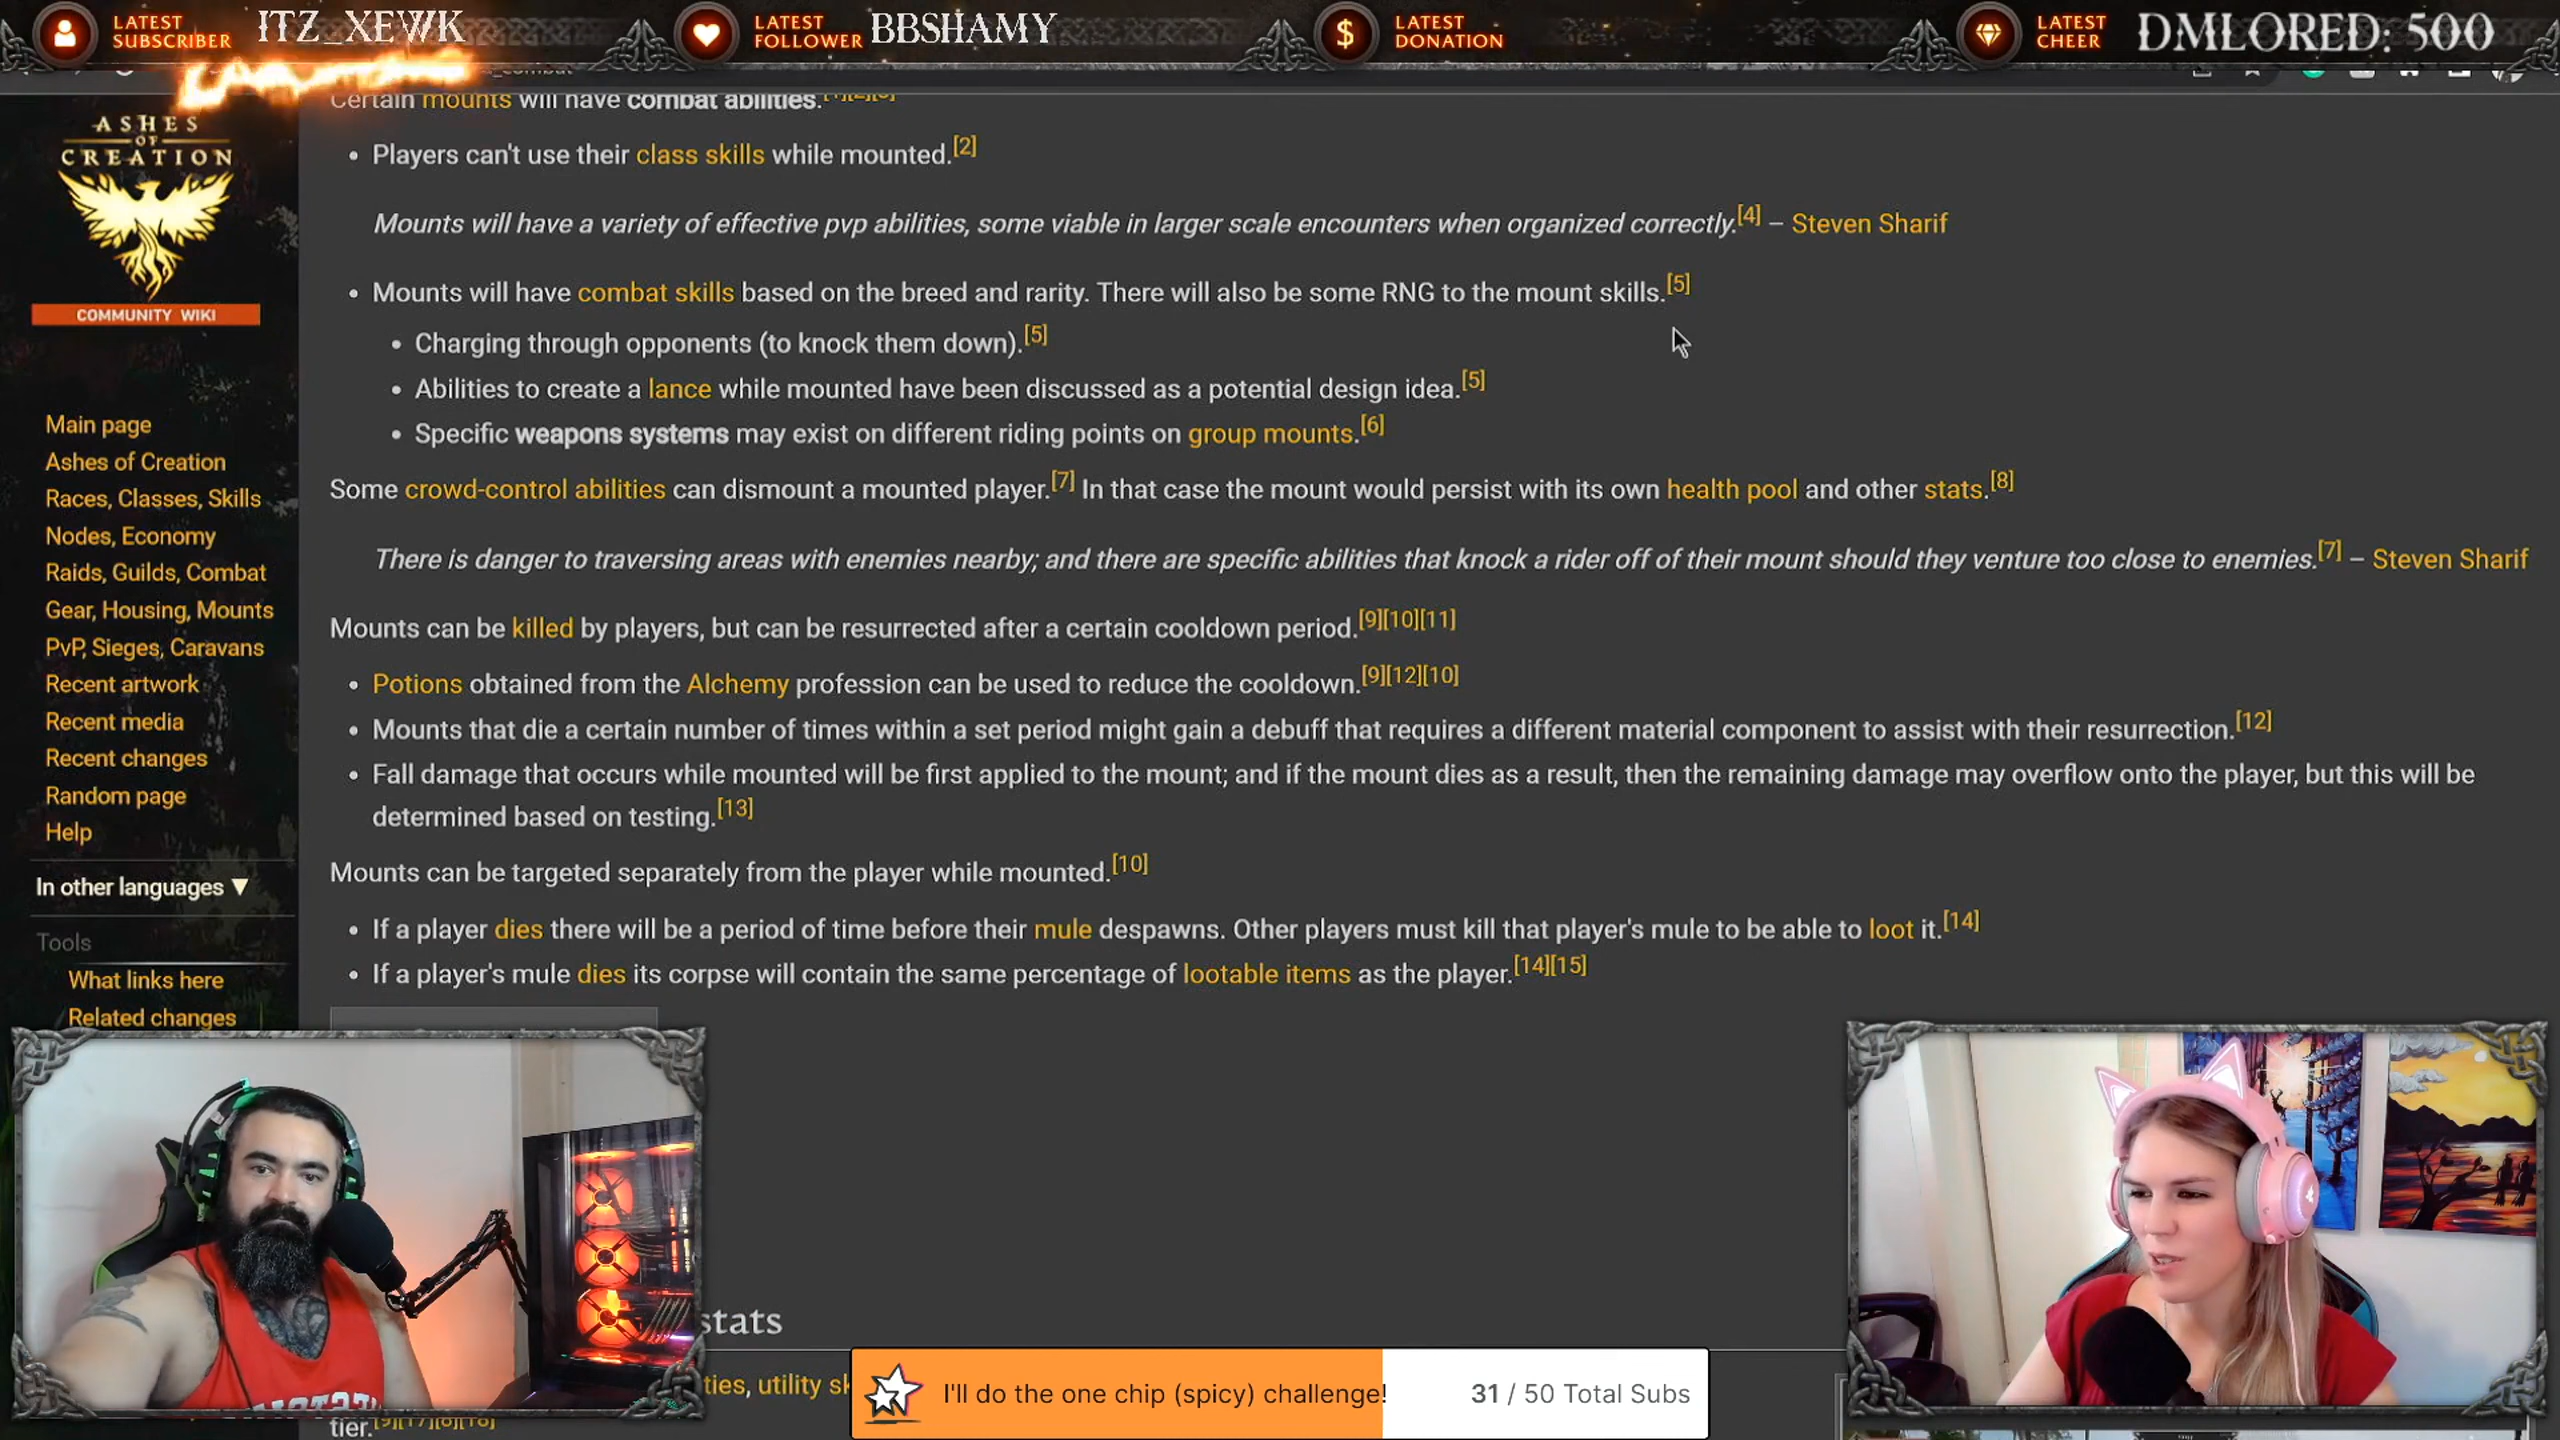 LATEST SUBSCRIBER ITZ_XEWK
LATEST FOLLOWER BBSHAMY
LATEST DONATION
LATEST CHEER DMLORED: 500
Certain mounts will have combat abilities.
ASHES
OF
CREATION
COMMUNITY WIKI
• Players can't use their class skills while mounted.[2]
Mounts will have a variety of effective pvp abilities, some viable in larger scale encounters when organized correctly.[4] – Steven Sharif
• Mounts will have combat skills based on the breed and rarity. There will also be some RNG to the mount skills.[5]
• Charging through opponents (to knock them down).[5]
• Abilities to create a lance while mounted have been discussed as a potential design idea.[5]
• Specific weapons systems may exist on different riding points on group mounts.[6]
Some crowd-control abilities can dismount a mounted player.[7] In that case the mount would persist with its own health pool and other stats.[8]
There is danger to traversing areas with enemies nearby; and there are specific abilities that knock a rider off of their mount should they venture too close to enemies.[7] – Steven Sharif
Mounts can be killed by players, but can be resurrected after a certain cooldown period.[9][10][11]
• Potions obtained from the Alchemy profession can be used to reduce the cooldown.[9][12][10]
• Mounts that die a certain number of times within a set period might gain a debuff that requires a different material component to assist with their resurrection.[12]
• Fall damage that occurs while mounted will be first applied to the mount; and if the mount dies as a result, then the remaining damage may overflow onto the player, but this will be
determined based on testing.[13]
Mounts can be targeted separately from the player while mounted.[10]
• If a player dies there will be a period of time before their mule despawns. Other players must kill that player's mule to be able to loot it.[14]
• If a player's mule dies its corpse will contain the same percentage of lootable items as the player.[14][15]
Main page
Ashes of Creation
Races, Classes, Skills
Nodes, Economy
Raids, Guilds, Combat
Gear, Housing, Mounts
PvP, Sieges, Caravans
Recent artwork
Recent media
Recent changes
Random page
Help
In other languages ▼
Tools
What links here
Related changes
stats
utility
tier.
I'll do the one chip (spicy) challenge! 31 / 50 Total Subs